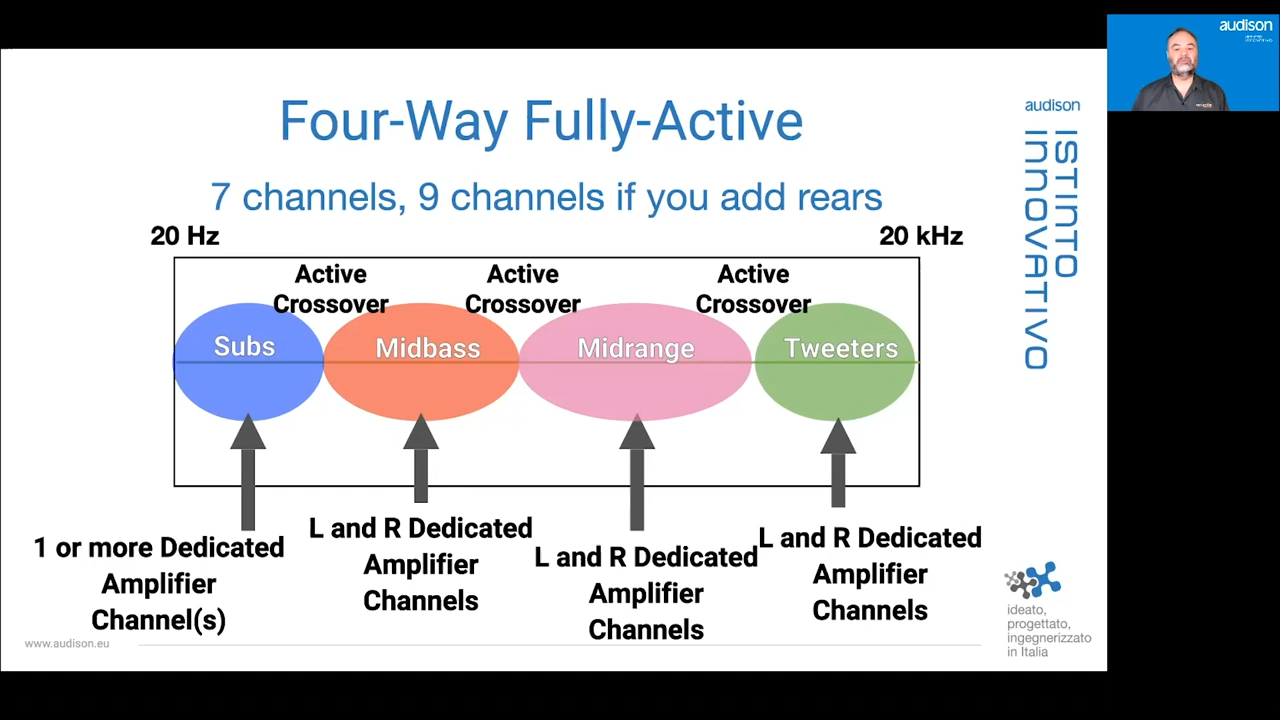 Four-Way Fully-Active
7 channels, 9 channels if you add rears
20 Hz
20 kHz
Active
Crossover
Active
Crossover
Active
Crossover
Subs
Midbass
Midrange
Tweeters
1 or more Dedicated
Amplifier
Channel(s)
L and R Dedicated
Amplifier
Channels
L and R Dedicated
Amplifier
Channels
L and R Dedicated
Amplifier
Channels
www.audison.eu
audison
ISTINTO
INNOVATIVO
ideato,
progettato,
ingegnerizzato
in Italia
audison